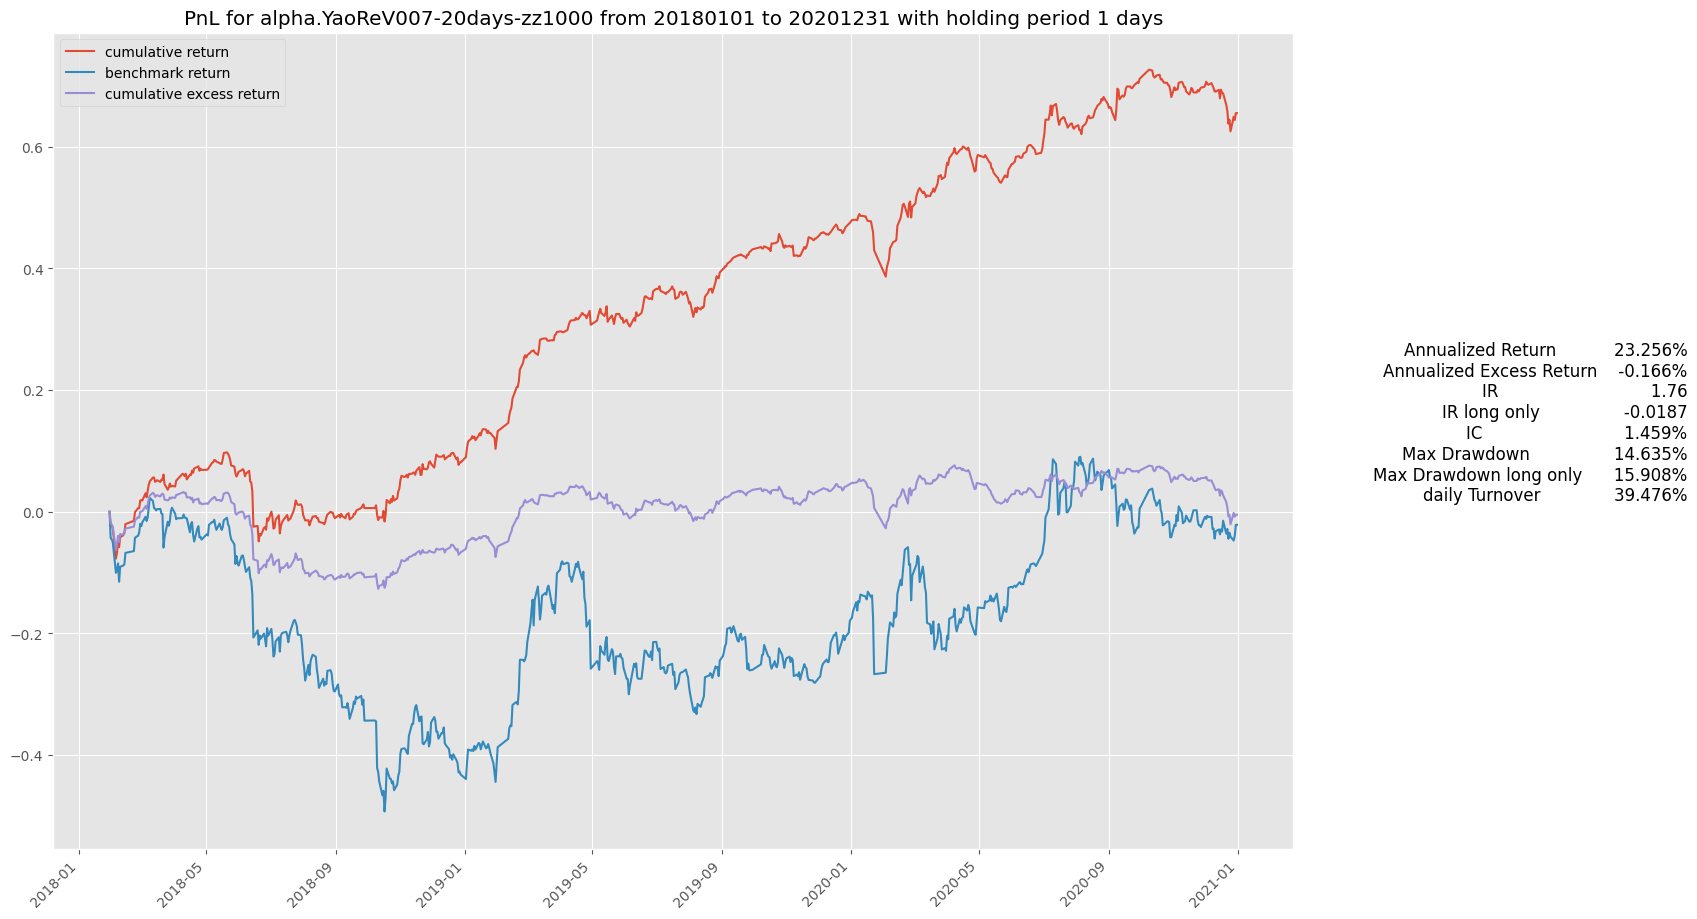 PnL for alpha.YaoReV007-20days-zz1000 from 20180101 to 20201231 with holding period 1 days
cumulative return
benchmark return
cumulative excess return
0.6
0.4
0.2
0.0
−0.2
−0.4
2018-01
2018-05
2018-09
2019-01
2019-05
2019-09
2020-01
2020-05
2020-09
2021-01
Annualized Return 23.256%
Annualized Excess Return -0.166%
IR 1.76
IR long only -0.0187
IC 1.459%
Max Drawdown 14.635%
Max Drawdown long only 15.908%
daily Turnover 39.476%